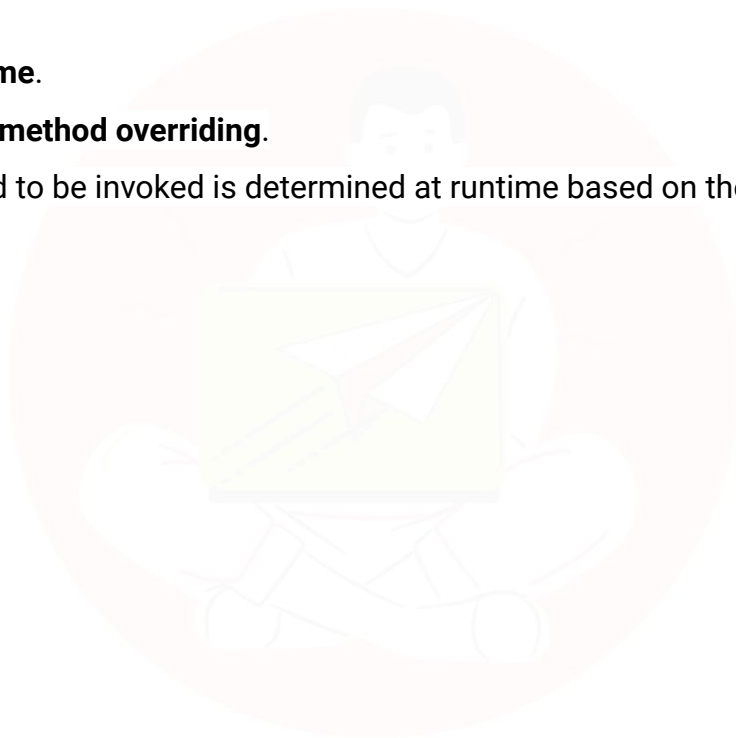 me.
method overriding.
d to be invoked is determined at runtime based on the